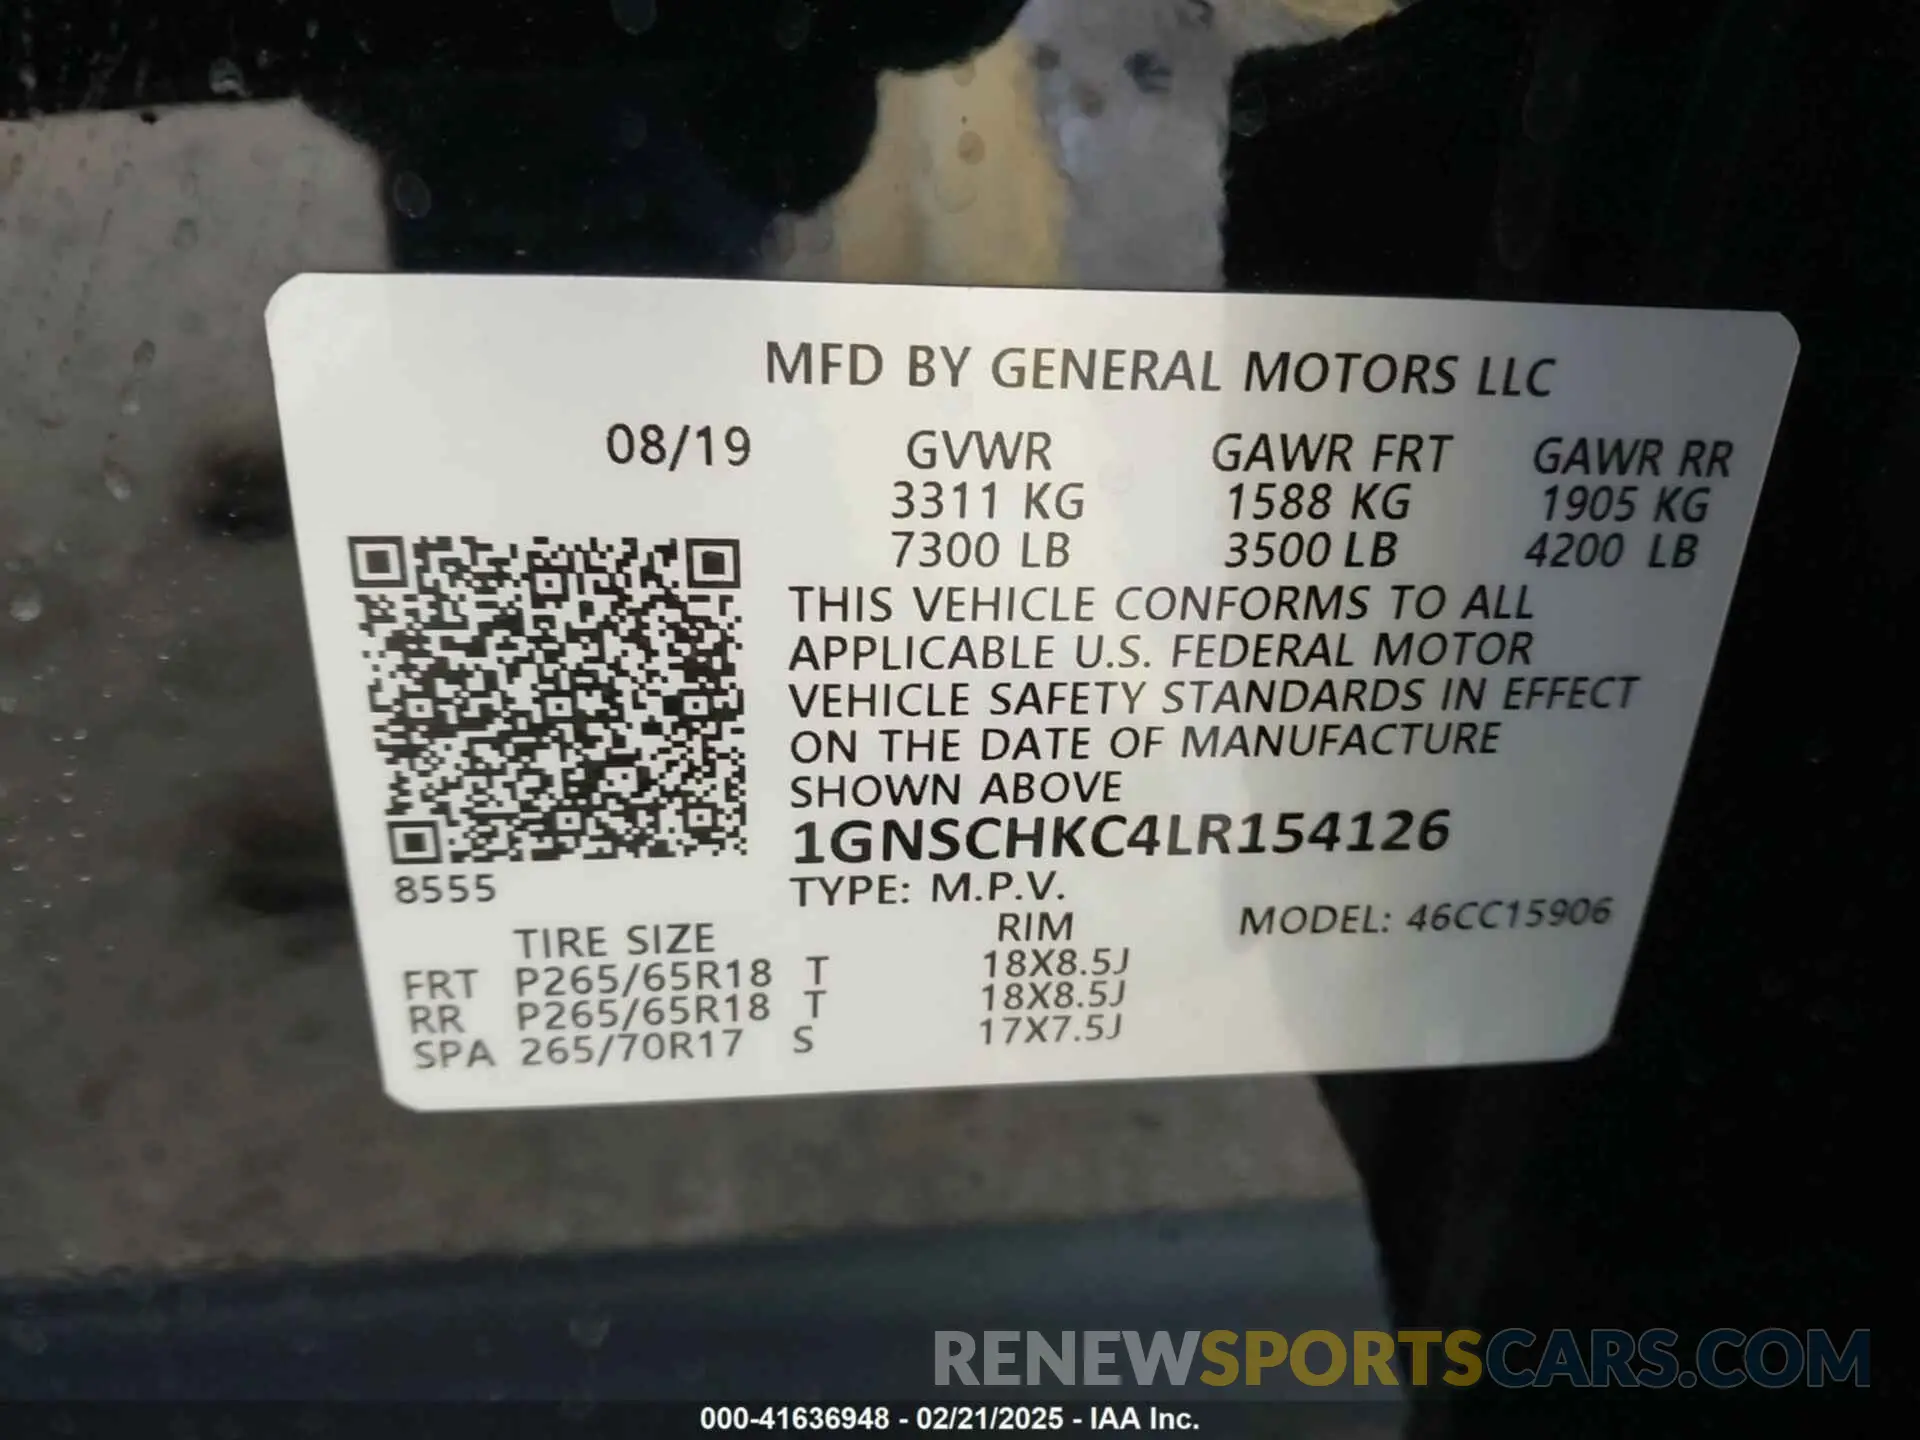 MFD BY GENERAL MOTORS LLC
08/19 GVWR GAWR FRT GAWR RR
3311 KG 1588 KG 1905 KG
7300 LB 3500 LB 4200 LB
THIS VEHICLE CONFORMS TO ALL
APPLICABLE U.S. FEDERAL MOTOR
VEHICLE SAFETY STANDARDS IN EFFECT
ON THE DATE OF MANUFACTURE
SHOWN ABOVE
1GNSCHKC4LR154126
8555 TYPE: M.P.V.
MODEL: 46CC15906
TIRE SIZE RIM
FRT P265/65R18 T 18X8.5J
RR P265/65R18 T 18X8.5J
SPA 265/70R17 S 17X7.5J
RENEWSPORTSCARS.COM
000-41636948 - 02/21/2025 - IAA Inc.